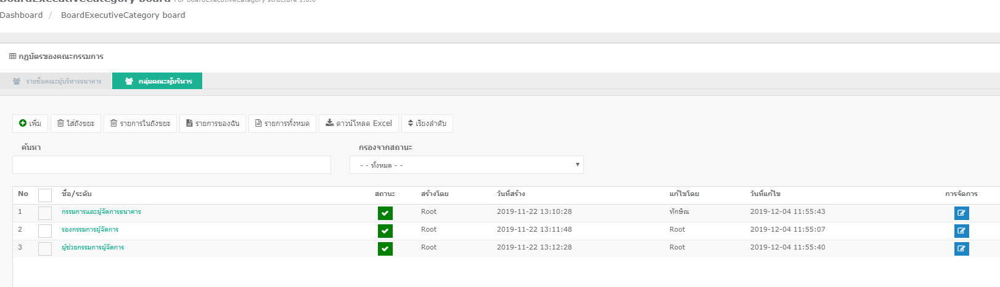 BoardExecutiveCategory board For BoardExecutiveCategory structure 1.0.0
Dashboard / BoardExecutiveCategory board
กฎบัตรของคณะกรรมการ
รายชื่อคณะผู้บริหารธนาคาร กลุ่มคณะผู้บริหาร
เพิ่ม ใส่ถังขยะ รายการในถังขยะ รายการของฉัน รายการทั้งหมด ดาวน์โหลด Excel เรียงลำดับ
ค้นหา กรองจากสถานะ
- - ทั้งหมด - -
No ชื่อ/ระดับ สถานะ สร้างโดย วันที่สร้าง แก้ไขโดย วันที่แก้ไข การจัดการ
1 กรรมการและผู้จัดการธนาคาร Root 2019-11-22 13:10:28 ทักษิณ 2019-12-04 11:55:43
2 รองกรรมการผู้จัดการ Root 2019-11-22 13:11:48 Root 2019-12-04 11:55:07
3 ผู้ช่วยกรรมการผู้จัดการ Root 2019-11-22 13:12:28 Root 2019-12-04 11:55:40